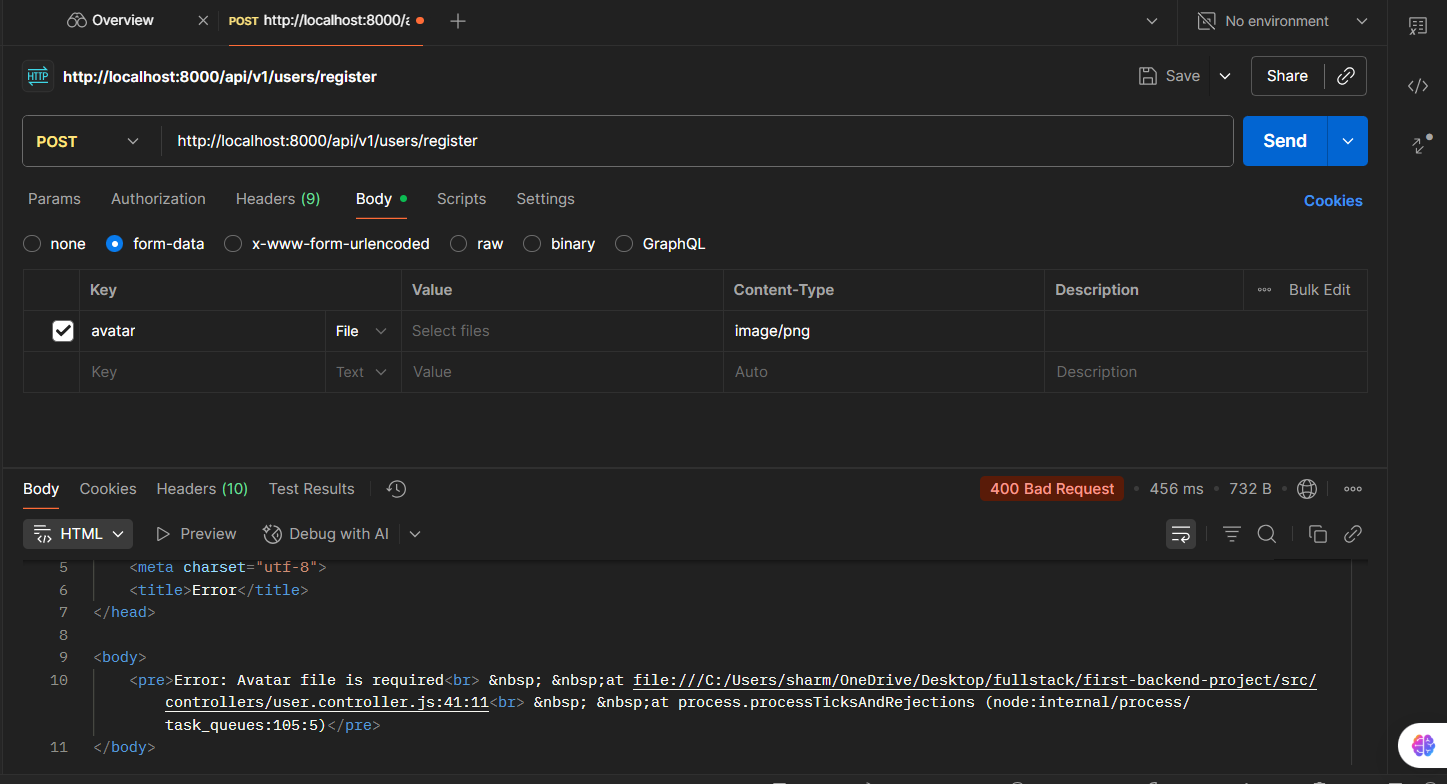 Overview
POST http://localhost:8000/a
No environment
HTTP http://localhost:8000/api/v1/users/register
Save
Share
POST
http://localhost:8000/api/v1/users/register
Send
Params Authorization Headers (9) Body Scripts Settings
Cookies
none form-data x-www-form-urlencoded raw binary GraphQL
Key Value Content-Type Description Bulk Edit
avatar File Select files image/png
Key Text Value Auto Description
Body Cookies Headers (10) Test Results
400 Bad Request • 456 ms • 732 B
HTML Preview Debug with AI
5 <meta charset="utf-8">
6 <title>Error</title>
7 </head>
8
9 <body>
10 <pre>Error: Avatar file is required<br> &nbsp; &nbsp;at file:///C:/Users/sharm/OneDrive/Desktop/fullstack/first-backend-project/src/
controllers/user.controller.js:41:11<br> &nbsp; &nbsp;at process.processTicksAndRejections (node:internal/process/
task_queues:105:5)</pre>
11 </body>